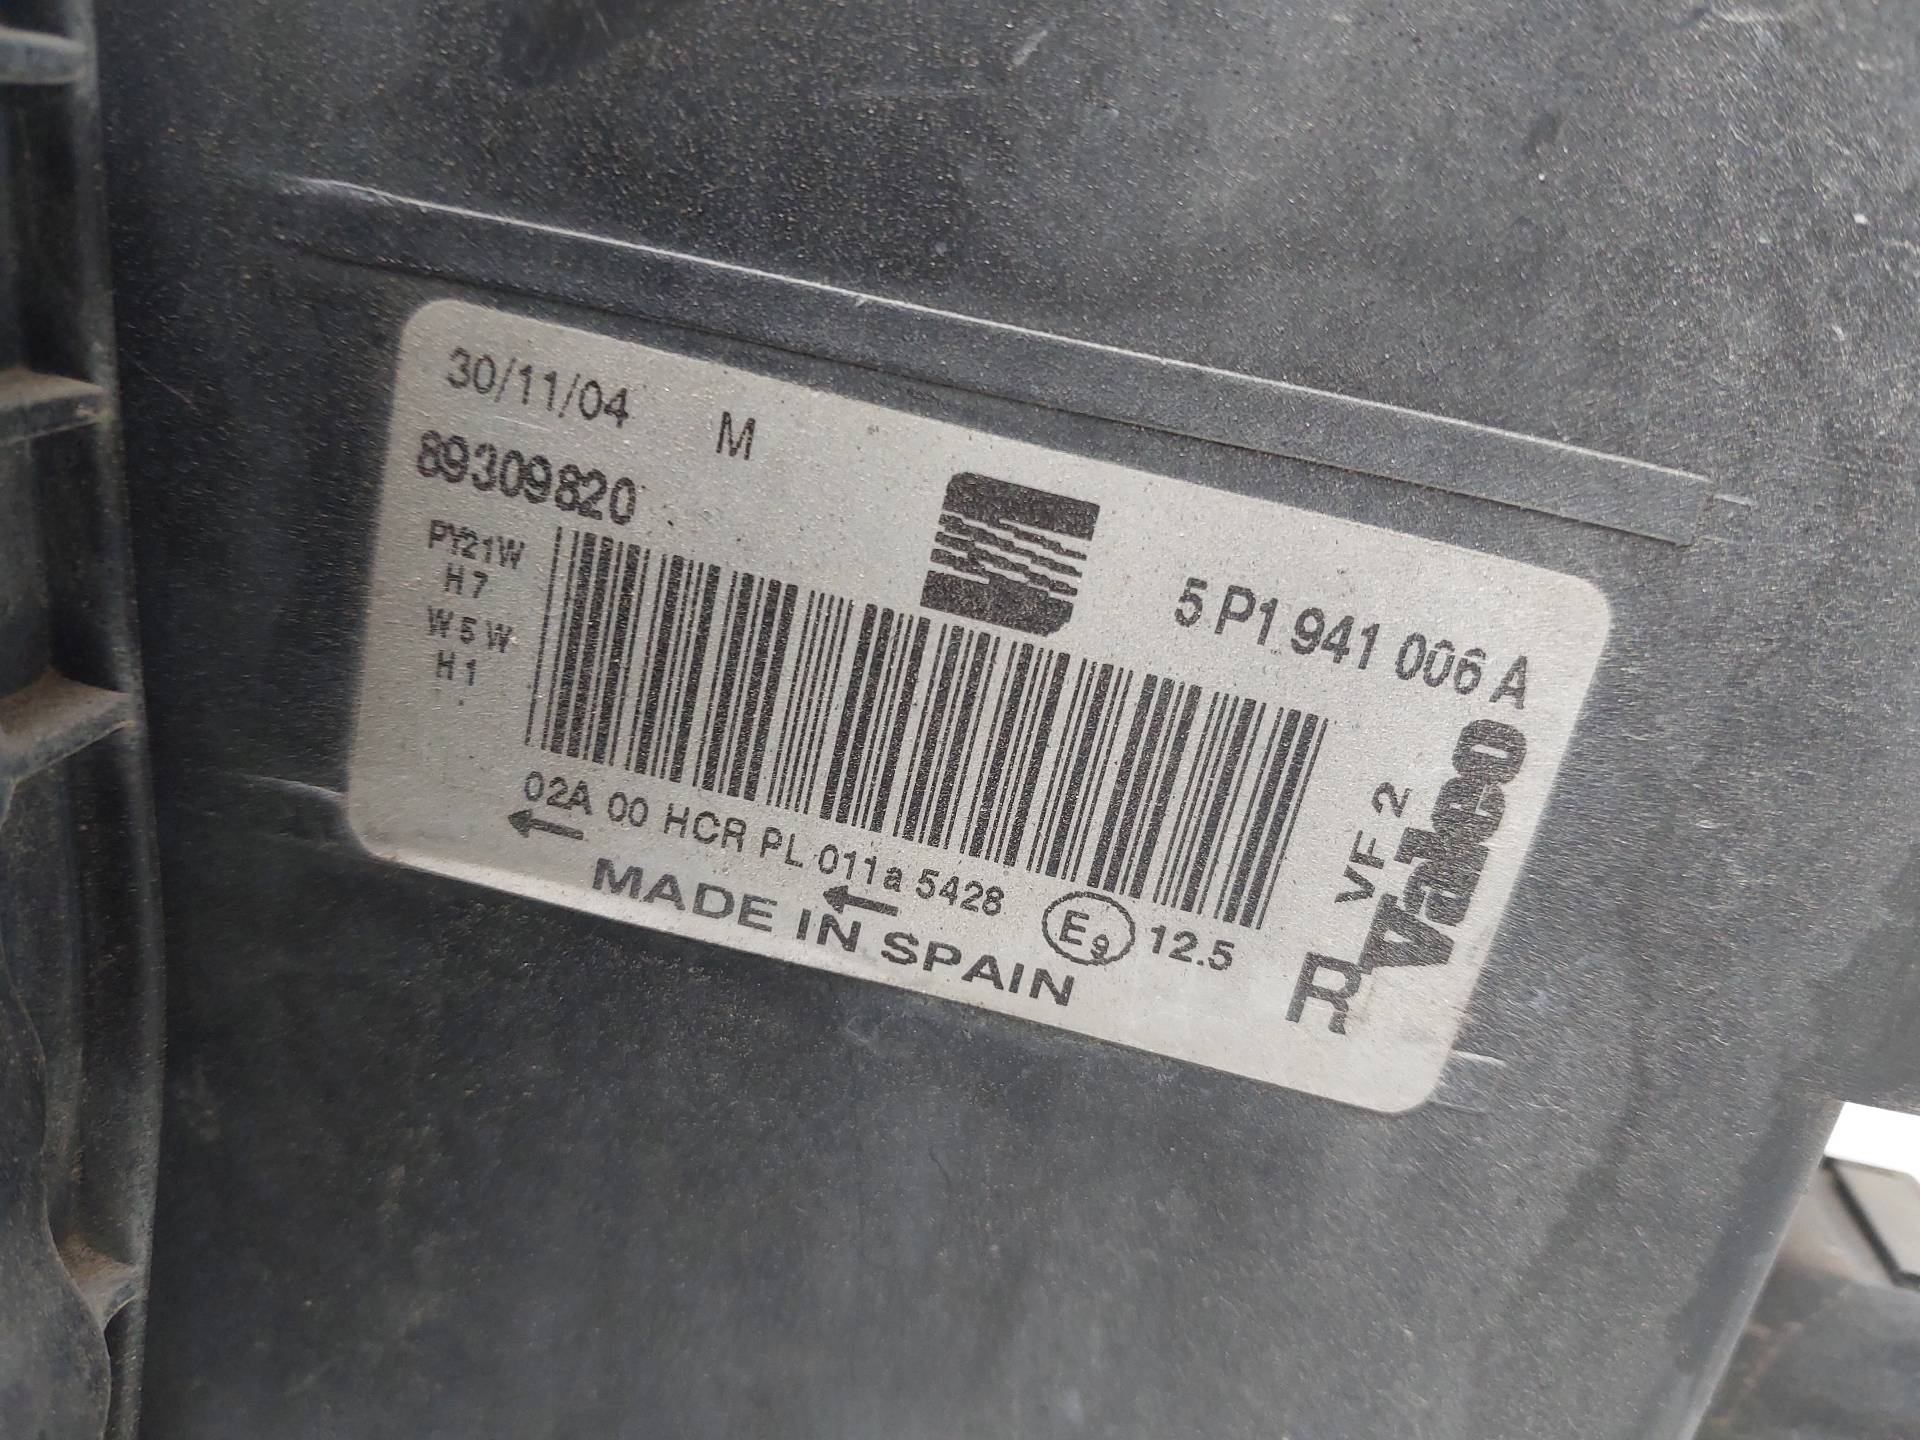 30/11/04 M
89309820
PY21W
H7
W5W
H1
5P1 941 006 A
02A 00 HCR PL 011a 5428 E9 12.5
MADE IN SPAIN
VF 2
R Valeo